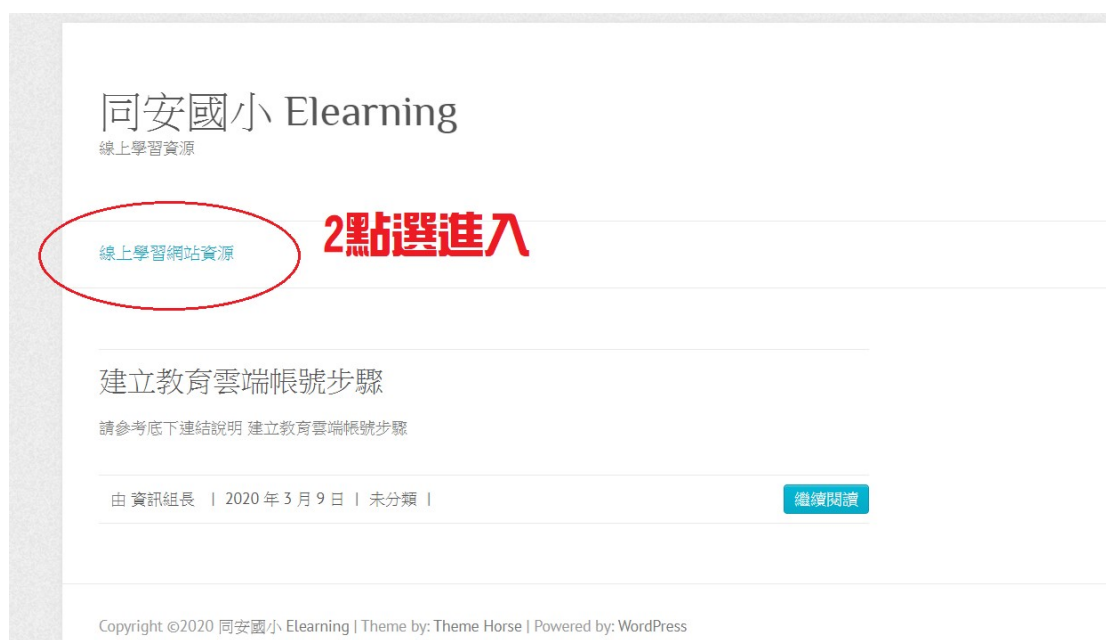 同安國小 Elearning
線上學習資源
線上學習網站資源
2點選進入
建立教育雲端帳號步驟
請參考底下連結說明 建立教育雲端帳號步驟
由 資訊組長 | 2020 年 3 月 9 日 | 未分類 |
繼續閱讀
Copyright ©2020 同安國小 Elearning | Theme by: Theme Horse | Powered by: WordPress